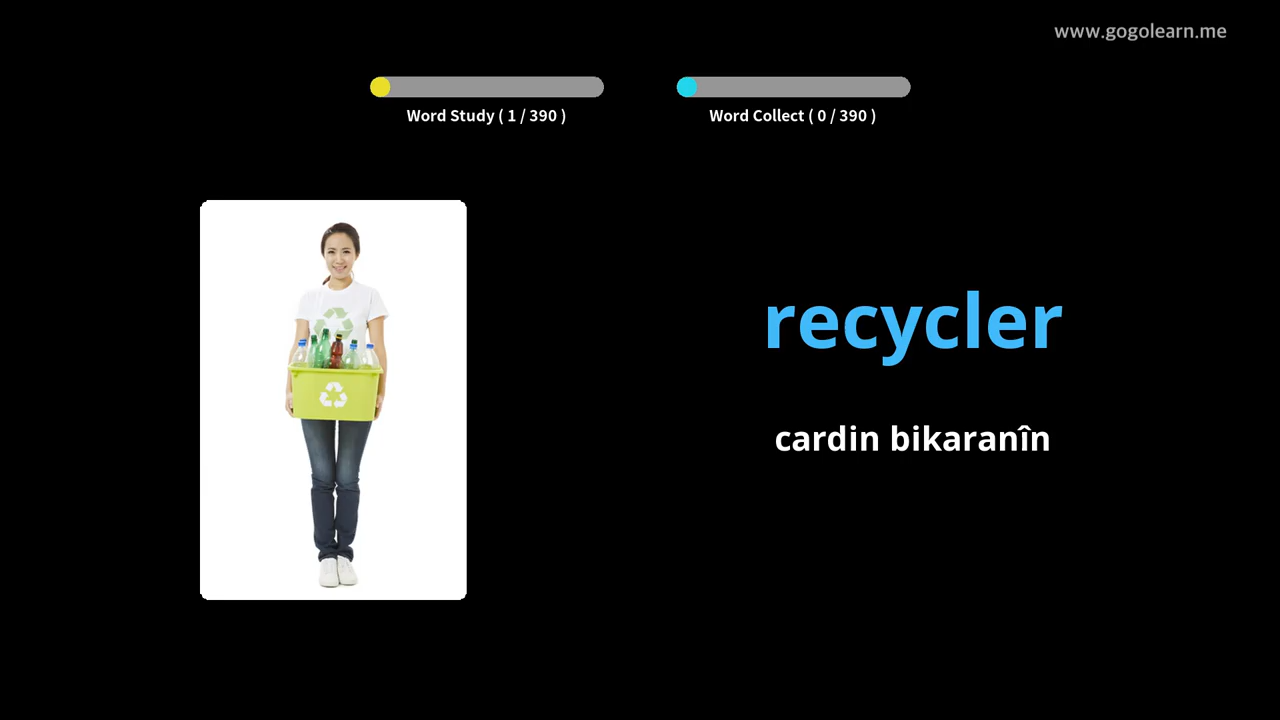 www.gogolearn.me
Word Study ( 1 / 390 )
Word Collect ( 0 / 390 )
recycler
cardin bikaranîn